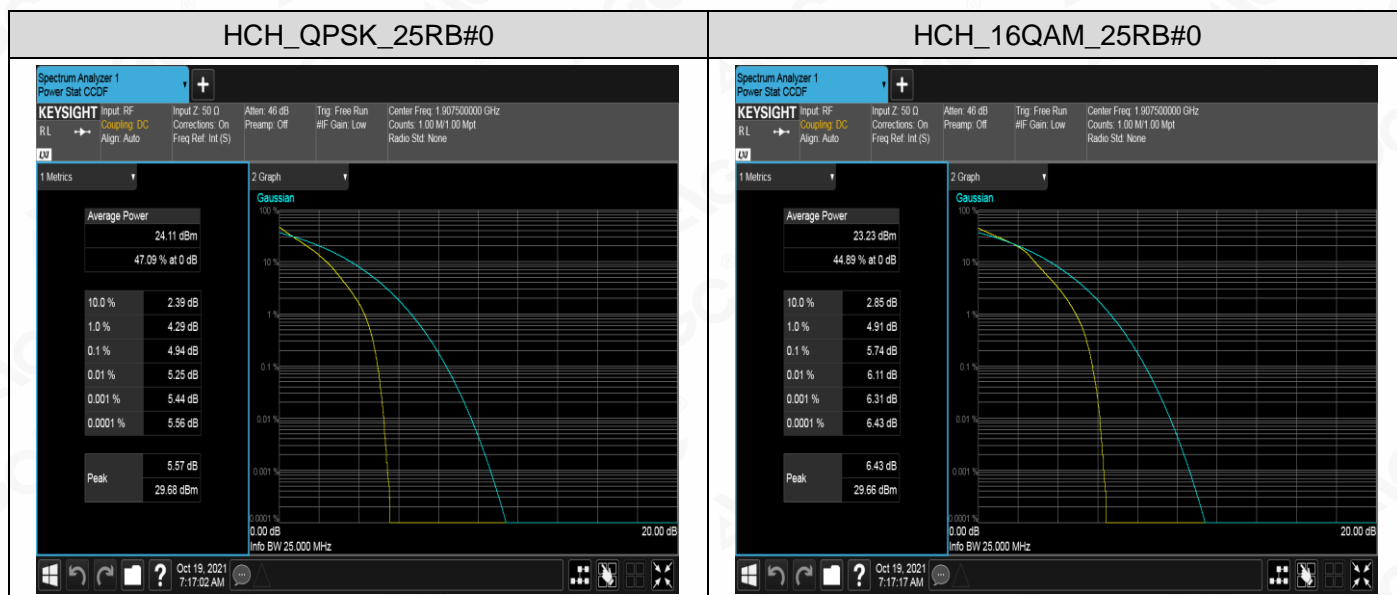 HCH_QPSK_25RB#0
Spectrum Analyzer 1
Power Stat CCDF
+
KEYSIGHT
RL
Input: RF
Coupling: DC
Align: Auto
Input Z: 50 Ω
Corrections: On
Freq Ref: Int (S)
Atten: 46 dB
Preamp: Off
Trig: Free Run
#IF Gain: Low
Center Freq: 1.907500000 GHz
Counts: 1.00 M/1.00 Mpt
Radio Std: None
1 Metrics
Average Power
24.11 dBm
47.09 % at 0 dB
10.0 % 2.39 dB
1.0 % 4.29 dB
0.1 % 4.94 dB
0.01 % 5.25 dB
0.001 % 5.44 dB
0.0001 % 5.56 dB
Peak
5.57 dB
29.68 dBm
2 Graph
Gaussian
100 %
10 %
1 %
0.1 %
0.01 %
0.001 %
0.0001 %
0.00 dB 20.00 dB
Info BW 25.000 MHz
? Oct 19, 2021
7:17:02 AM
HCH_16QAM_25RB#0
Spectrum Analyzer 1
Power Stat CCDF
+
KEYSIGHT
RL
Input: RF
Coupling: DC
Align: Auto
Input Z: 50 Ω
Corrections: On
Freq Ref: Int (S)
Atten: 46 dB
Preamp: Off
Trig: Free Run
#IF Gain: Low
Center Freq: 1.907500000 GHz
Counts: 1.00 M/1.00 Mpt
Radio Std: None
1 Metrics
Average Power
23.23 dBm
44.89 % at 0 dB
10.0 % 2.85 dB
1.0 % 4.91 dB
0.1 % 5.74 dB
0.01 % 6.11 dB
0.001 % 6.31 dB
0.0001 % 6.43 dB
Peak
6.43 dB
29.66 dBm
2 Graph
Gaussian
100 %
10 %
1 %
0.1 %
0.01 %
0.001 %
0.0001 %
0.00 dB 20.00 dB
Info BW 25.000 MHz
? Oct 19, 2021
7:17:17 AM